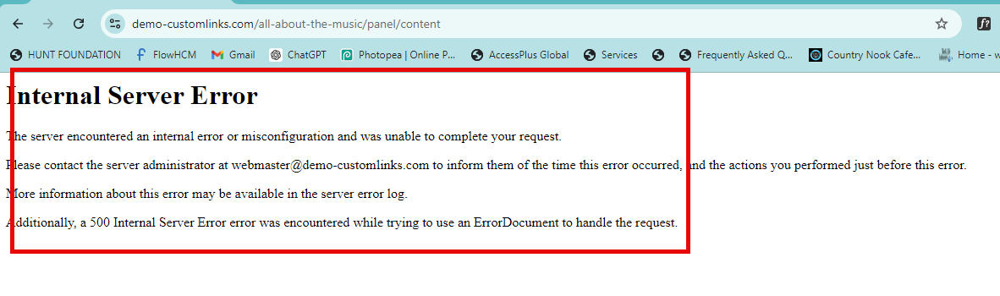 demo-customlinks.com/all-about-the-music/panel/content
f?
HUNT FOUNDATION FlowHCM Gmail ChatGPT Photopea | Online P... AccessPlus Global Services Frequently Asked Q... Country Nook Cafe... Home - w
Internal Server Error
The server encountered an internal error or misconfiguration and was unable to complete your request.
Please contact the server administrator at webmaster@demo-customlinks.com to inform them of the time this error occurred, and the actions you performed just before this error.
More information about this error may be available in the server error log.
Additionally, a 500 Internal Server Error error was encountered while trying to use an ErrorDocument to handle the request.